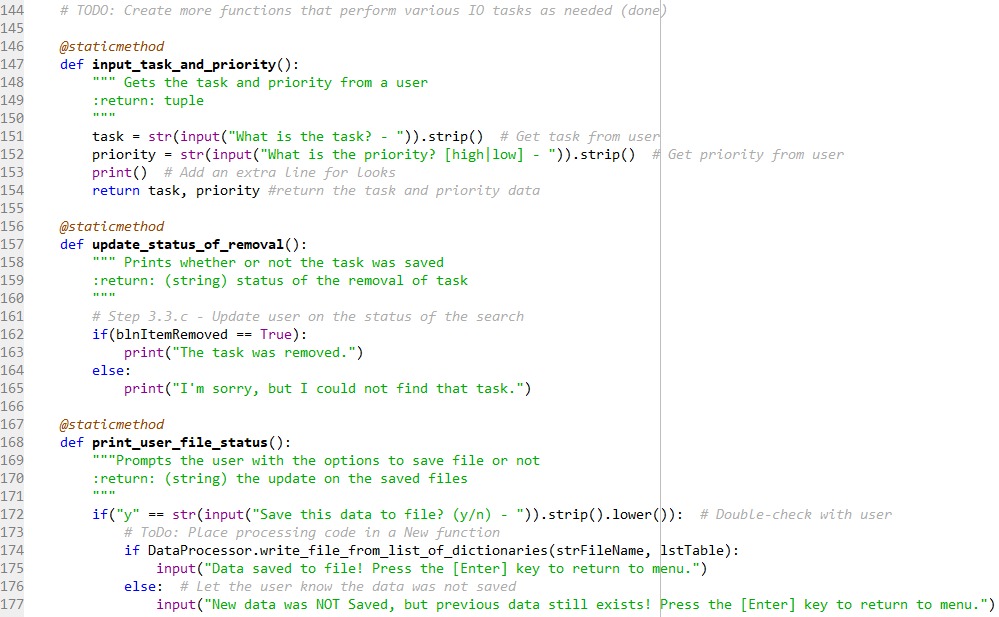 144     # TODO: Create more functions that perform various IO tasks as needed (done)
145
146     @staticmethod
147     def input_task_and_priority():
148         """ Gets the task and priority from a user
149         :return: tuple
150         """
151         task = str(input("What is the task? - ")).strip()  # Get task from user
152         priority = str(input("What is the priority? [high|low] - ")).strip()  # Get priority from user
153         print()  # Add an extra line for looks
154         return task, priority #return the task and priority data
155
156     @staticmethod
157     def update_status_of_removal():
158         """ Prints whether or not the task was saved
159         :return: (string) status of the removal of task
160         """
161         # Step 3.3.c - Update user on the status of the search
162         if(blnItemRemoved == True):
163             print("The task was removed.")
164         else:
165             print("I'm sorry, but I could not find that task.")
166
167     @staticmethod
168     def print_user_file_status():
169         """Prompts the user with the options to save file or not
170         :return: (string) the update on the saved files
171         """
172         if("y" == str(input("Save this data to file? (y/n) - ")).strip().lower()):  # Double-check with user
173             # ToDo: Place processing code in a New function
174             if DataProcessor.write_file_from_list_of_dictionaries(strFileName, lstTable):
175                 input("Data saved to file! Press the [Enter] key to return to menu.")
176             else:  # Let the user know the data was not saved
177                 input("New data was NOT Saved, but previous data still exists! Press the [Enter] key to return to menu.")